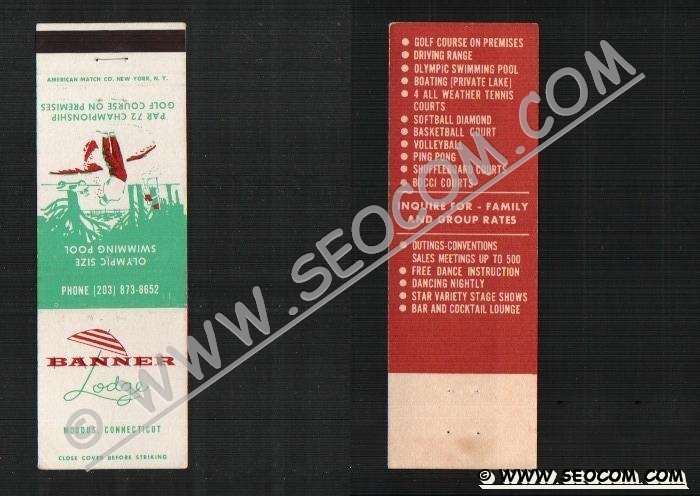 AMERICAN MATCH CO. NEW YORK, N. Y.
PAR 72 CHAMPIONSHIP
GOLF COURSE ON PREMISES
OLYMPIC SIZE
SWIMMING POOL
PHONE (203) 873-8652
BANNER
Lodge
MOODUS, CONNECTICUT
CLOSE COVER BEFORE STRIKING
GOLF COURSE ON PREMISES
DRIVING RANGE
OLYMPIC SWIMMING POOL
BOATING (PRIVATE LAKE)
4 ALL WEATHER TENNIS
COURTS
SOFTBALL DIAMOND
BASKETBALL COURT
VOLLEYBALL
PING PONG
SHUFFLEBOARD COURTS
BOCCI COURTS
INQUIRE FOR - FAMILY
AND GROUP RATES
OUTINGS-CONVENTIONS
SALES MEETINGS UP TO 500
FREE DANCE INSTRUCTION
DANCING NIGHTLY
STAR VARIETY STAGE SHOWS
BAR AND COCKTAIL LOUNGE
© WWW.SEOCOM.COM
© WWW.SEOCOM.COM